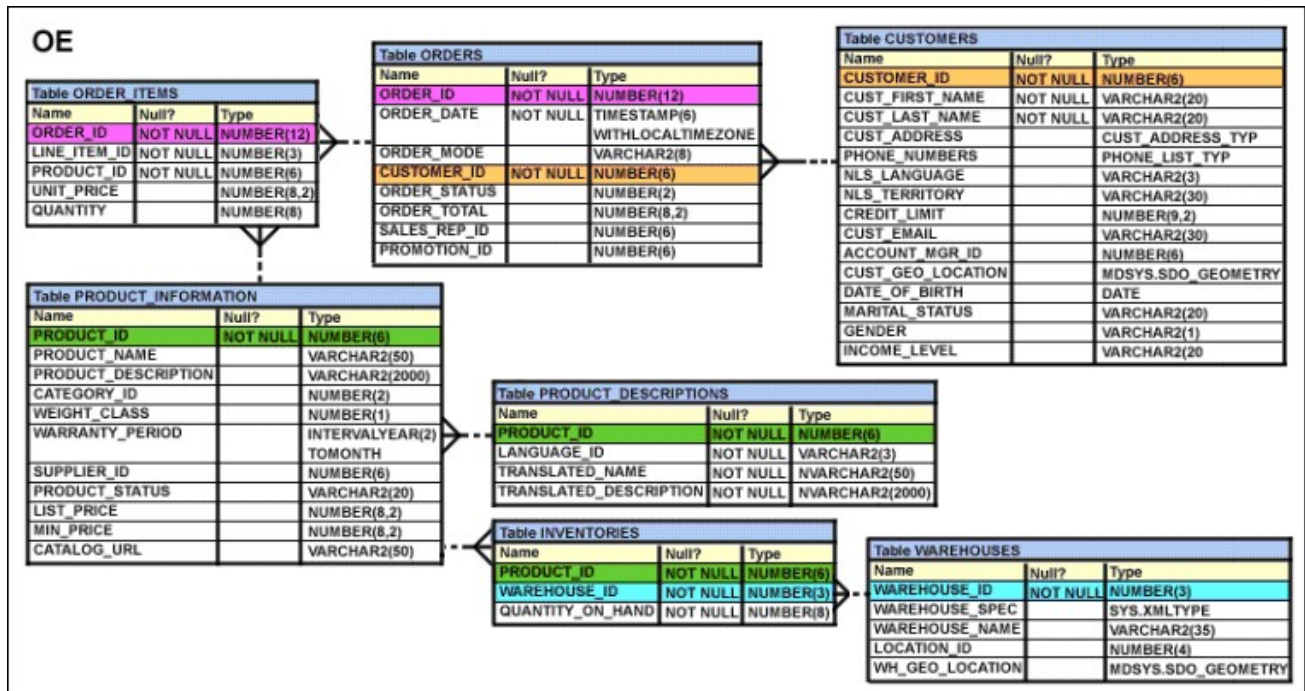 OE
Table ORDER_ITEMS
Name Null? Type
ORDER_ID NOT NULL NUMBER(12)
LINE_ITEM_ID NOT NULL NUMBER(3)
PRODUCT_ID NOT NULL NUMBER(6)
UNIT_PRICE NUMBER(8,2)
QUANTITY NUMBER(8)
Table ORDERS
Name Null? Type
ORDER_ID NOT NULL NUMBER(12)
ORDER_DATE NOT NULL TIMESTAMP(6)
WITHLOCALTIMEZONE
ORDER_MODE VARCHAR2(8)
CUSTOMER_ID NOT NULL NUMBER(6)
ORDER_STATUS NUMBER(2)
ORDER_TOTAL NUMBER(8,2)
SALES_REP_ID NUMBER(6)
PROMOTION_ID NUMBER(6)
Table CUSTOMERS
Name Null? Type
CUSTOMER_ID NOT NULL NUMBER(6)
CUST_FIRST_NAME NOT NULL VARCHAR2(20)
CUST_LAST_NAME NOT NULL VARCHAR2(20)
CUST_ADDRESS CUST_ADDRESS_TYP
PHONE_NUMBERS PHONE_LIST_TYP
NLS_LANGUAGE VARCHAR2(3)
NLS_TERRITORY VARCHAR2(30)
CREDIT_LIMIT NUMBER(9,2)
CUST_EMAIL VARCHAR2(30)
ACCOUNT_MGR_ID NUMBER(6)
CUST_GEO_LOCATION MDSYS.SDO_GEOMETRY
DATE_OF_BIRTH DATE
MARITAL_STATUS VARCHAR2(20)
GENDER VARCHAR2(1)
INCOME_LEVEL VARCHAR2(20
Table PRODUCT_INFORMATION
Name Null? Type
PRODUCT_ID NOT NULL NUMBER(6)
PRODUCT_NAME VARCHAR2(50)
PRODUCT_DESCRIPTION VARCHAR2(2000)
CATEGORY_ID NUMBER(2)
WEIGHT_CLASS NUMBER(1)
WARRANTY_PERIOD INTERVALYEAR(2)
TOMONTH
SUPPLIER_ID NUMBER(6)
PRODUCT_STATUS VARCHAR2(20)
LIST_PRICE NUMBER(8,2)
MIN_PRICE NUMBER(8,2)
CATALOG_URL VARCHAR2(50)
Table PRODUCT_DESCRIPTIONS
Name Null? Type
PRODUCT_ID NOT NULL NUMBER(6)
LANGUAGE_ID NOT NULL VARCHAR2(3)
TRANSLATED_NAME NOT NULL NVARCHAR2(50)
TRANSLATED_DESCRIPTION NOT NULL NVARCHAR2(2000)
Table INVENTORIES
Name Null? Type
PRODUCT_ID NOT NULL NUMBER(6)
WAREHOUSE_ID NOT NULL NUMBER(3)
QUANTITY_ON_HAND NOT NULL NUMBER(8)
Table WAREHOUSES
Name Null? Type
WAREHOUSE_ID NOT NULL NUMBER(3)
WAREHOUSE_SPEC SYS.XMLTYPE
WAREHOUSE_NAME VARCHAR2(35)
LOCATION_ID NUMBER(4)
WH_GEO_LOCATION MDSYS.SDO_GEOMETRY